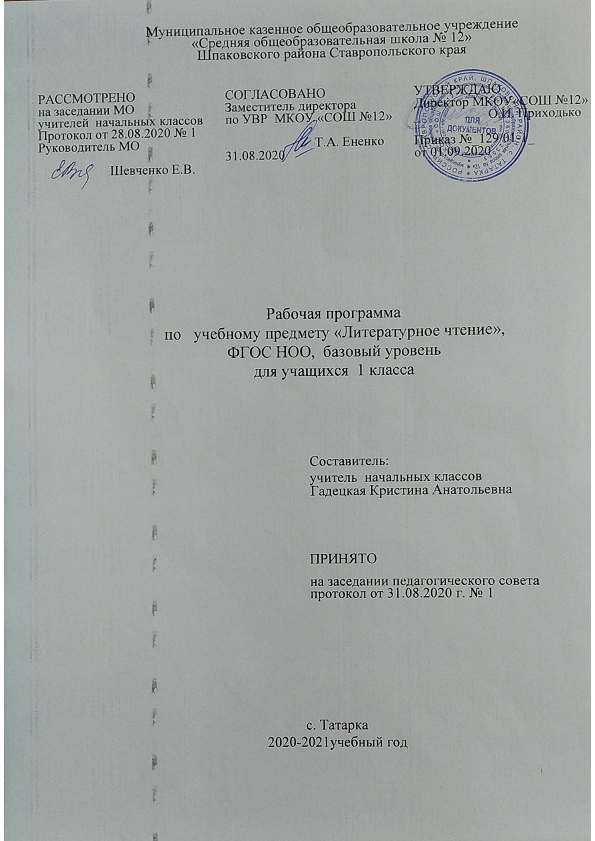 Муниципальное казенное общеобразовательное учреждение
«Средняя общеобразовательная школа № 12»
Шпаковского района Ставропольского края
РАССМОТРЕНО
на заседании МО
учителей начальных классов
Протокол от 28.08.2020 № 1
Руководитель МО
Шевченко Е.В.
СОГЛАСОВАНО
Заместитель директора
по УВР МКОУ «СОШ №12»
Т.А. Ененко
31.08.2020
УТВЕРЖДАЮ
Директор МКОУ «СОШ №12»
О.И. Приходько
Приказ № 129/01
от 01.09.2020
ДЛЯ
ДОКУМЕНТОВ
Рабочая программа
по учебному предмету «Литературное чтение»,
ФГОС НОО, базовый уровень
для учащихся 1 класса
Составитель:
учитель начальных классов
Гадецкая Кристина Анатольевна
ПРИНЯТО
на заседании педагогического совета
протокол от 31.08.2020 г. № 1
с. Татарка
2020-2021учебный год